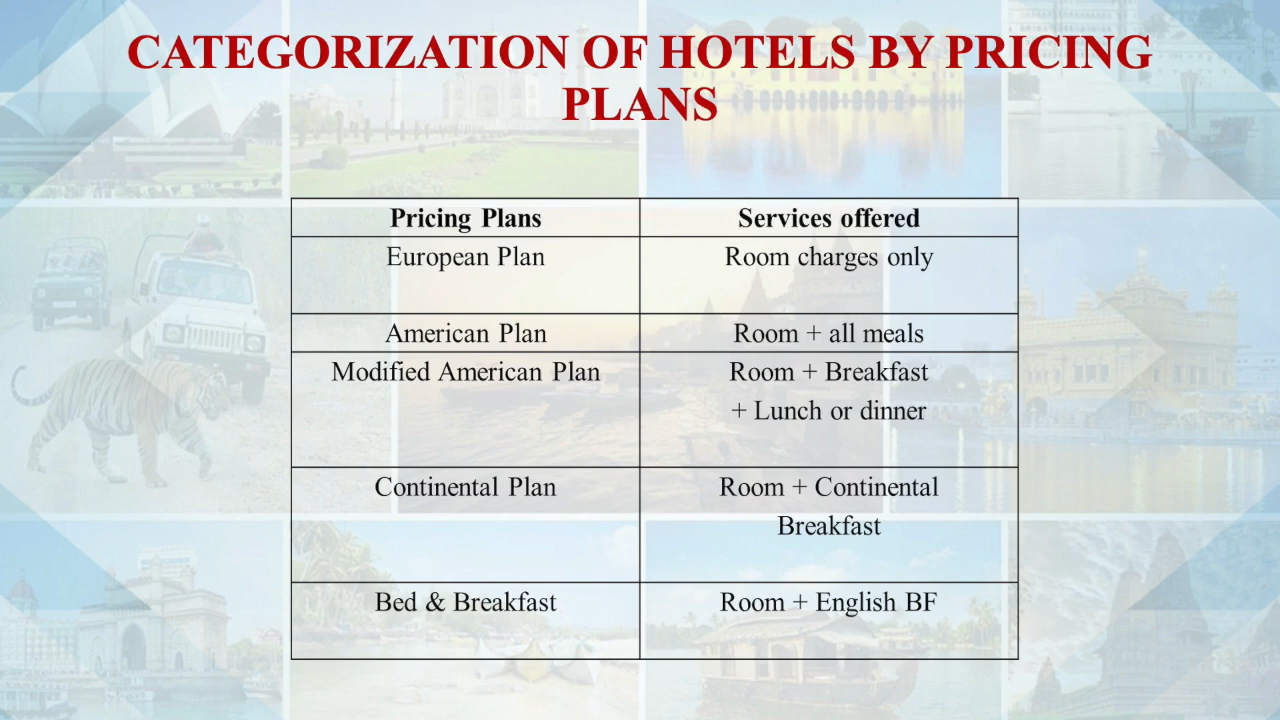 CATEGORIZATION OF HOTELS BY PRICING
PLANS
Pricing Plans Services offered
European Plan Room charges only
American Plan Room + all meals
Modified American Plan Room + Breakfast
+ Lunch or dinner
Continental Plan Room + Continental
Breakfast
Bed & Breakfast Room + English BF